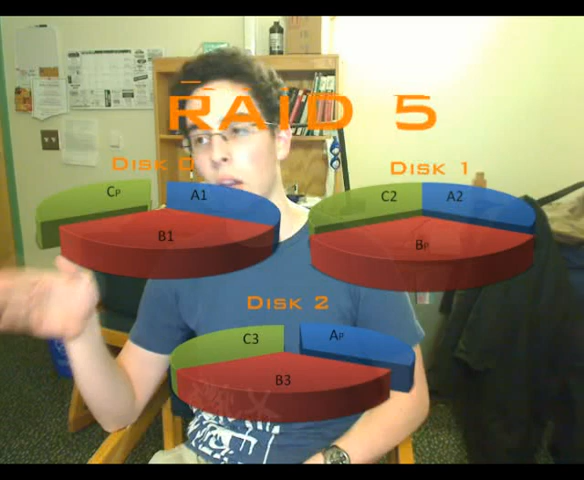 RAID 5
Disk 0
Disk 1
Cp
A1
C2
A2
B1
Bp
Disk 2
C3
Ap
B3